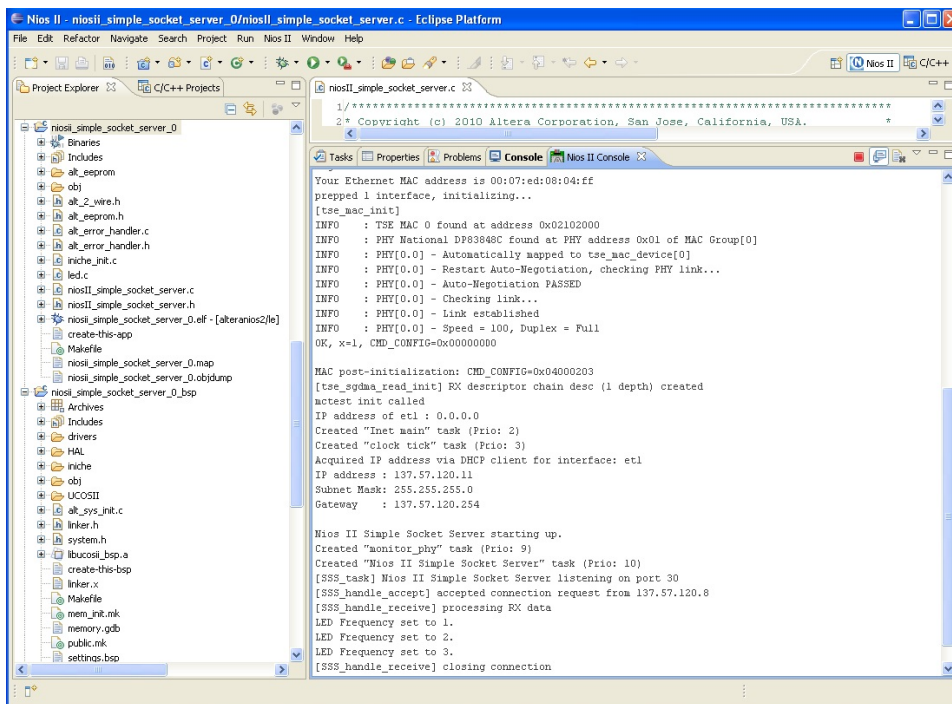 Nios II - niosii_simple_socket_server_0/niosII_simple_socket_server.c - Eclipse Platform
File Edit Refactor Navigate Search Project Run Nios II Window Help
Nios II C/C++
Project Explorer C/C++ Projects
niosii_simple_socket_server_0
Binaries
Includes
alt_eeprom
obj
alt_2_wire.h
alt_eeprom.h
alt_error_handler.c
alt_error_handler.h
iniche_init.c
led.c
niosII_simple_socket_server.c
niosII_simple_socket_server.h
niosii_simple_socket_server_0.elf - [alteranios2/le]
create-this-app
Makefile
niosii_simple_socket_server_0.map
niosii_simple_socket_server_0.objdump
niosii_simple_socket_server_0_bsp
Archives
Includes
drivers
HAL
iniche
obj
UCOSII
alt_sys_init.c
linker.h
system.h
libucosii_bsp.a
create-this-bsp
linker.x
Makefile
mem_init.mk
memory.gdb
public.mk
settings.bsp
niosII_simple_socket_server.c
1/******************************************************************************
2* Copyright (c) 2010 Altera Corporation, San Jose, California, USA. *
Tasks Properties Problems Console Nios II Console
Your Ethernet MAC address is 00:07:ed:08:04:ff
prepped 1 interface, initializing...
[tse_mac_init]
INFO : TSE MAC 0 found at address 0x02102000
INFO : PHY National DP83848C found at PHY address 0x01 of MAC Group[0]
INFO : PHY[0.0] - Automatically mapped to tse_mac_device[0]
INFO : PHY[0.0] - Restart Auto-Negotiation, checking PHY link...
INFO : PHY[0.0] - Auto-Negotiation PASSED
INFO : PHY[0.0] - Checking link...
INFO : PHY[0.0] - Link established
INFO : PHY[0.0] - Speed = 100, Duplex = Full
OK, x=1, CMD_CONFIG=0x00000000

MAC post-initialization: CMD_CONFIG=0x04000203
[tse_sgdma_read_init] RX descriptor chain desc (1 depth) created
mctest init called
IP address of et1 : 0.0.0.0
Created "Inet main" task (Prio: 2)
Created "clock tick" task (Prio: 3)
Acquired IP address via DHCP client for interface: et1
IP address : 137.57.120.11
Subnet Mask: 255.255.255.0
Gateway : 137.57.120.254

Nios II Simple Socket Server starting up.
Created "monitor_phy" task (Prio: 9)
Created "Nios II Simple Socket Server" task (Prio: 10)
[SSS_task] Nios II Simple Socket Server listening on port 30
[SSS_handle_accept] accepted connection request from 137.57.120.8
[SSS_handle_receive] processing RX data
LED Frequency set to 1.
LED Frequency set to 2.
LED Frequency set to 3.
[SSS_handle_receive] closing connection